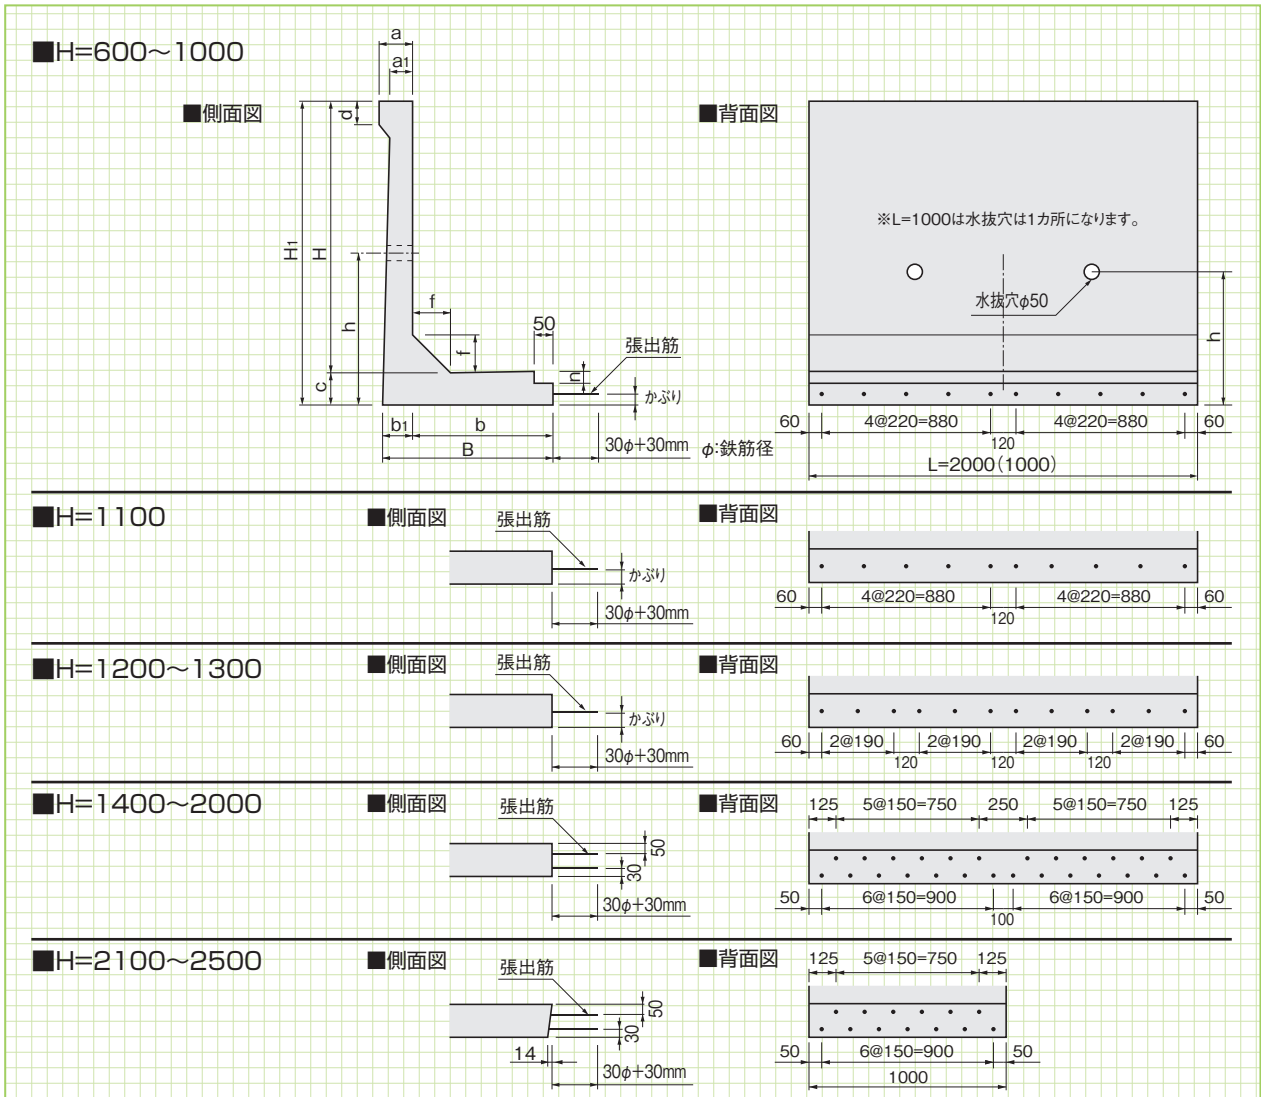 ■H=600～1000
■側面図
a
a1
d
H1
H
h
c
f
f
50
n
張出筋
かぶり
b1
b
B
30φ+30mm
φ:鉄筋径
■背面図
※L=1000は水抜穴は1カ所になります。
水抜穴φ50
h
60
4@220=880
120
4@220=880
60
L=2000(1000)
■H=1100
■側面図
張出筋
かぶり
30φ+30mm
■背面図
60
4@220=880
120
4@220=880
60
■H=1200～1300
■側面図
張出筋
かぶり
30φ+30mm
■背面図
60
2@190
120
2@190
120
2@190
120
2@190
60
■H=1400～2000
■側面図
張出筋
50
30
30φ+30mm
■背面図
125
5@150=750
250
5@150=750
125
50
6@150=900
100
6@150=900
50
■H=2100～2500
■側面図
張出筋
50
30
14
30φ+30mm
■背面図
125
5@150=750
125
50
6@150=900
50
1000